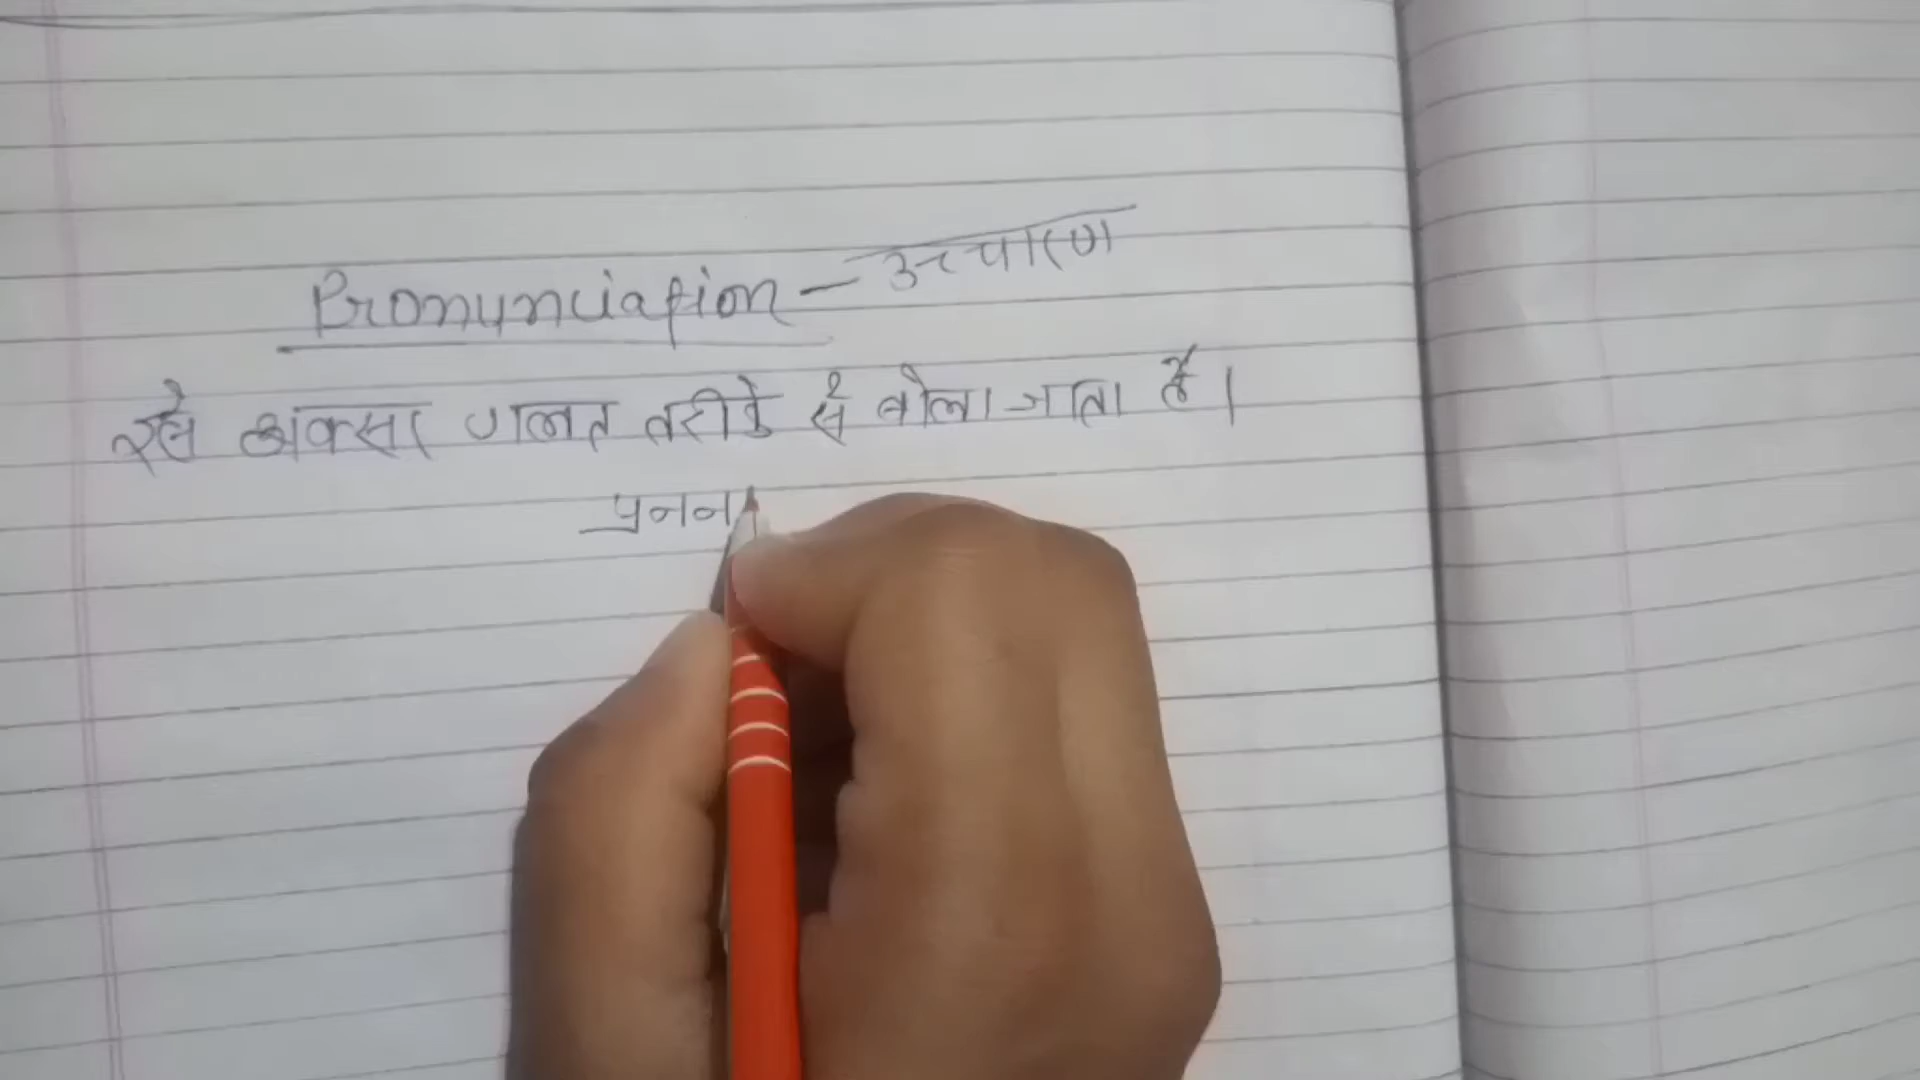 Pronunciation – उच्चारण
इसे अक्सर गलत तरीके से बोला जाता है।
प्रनन